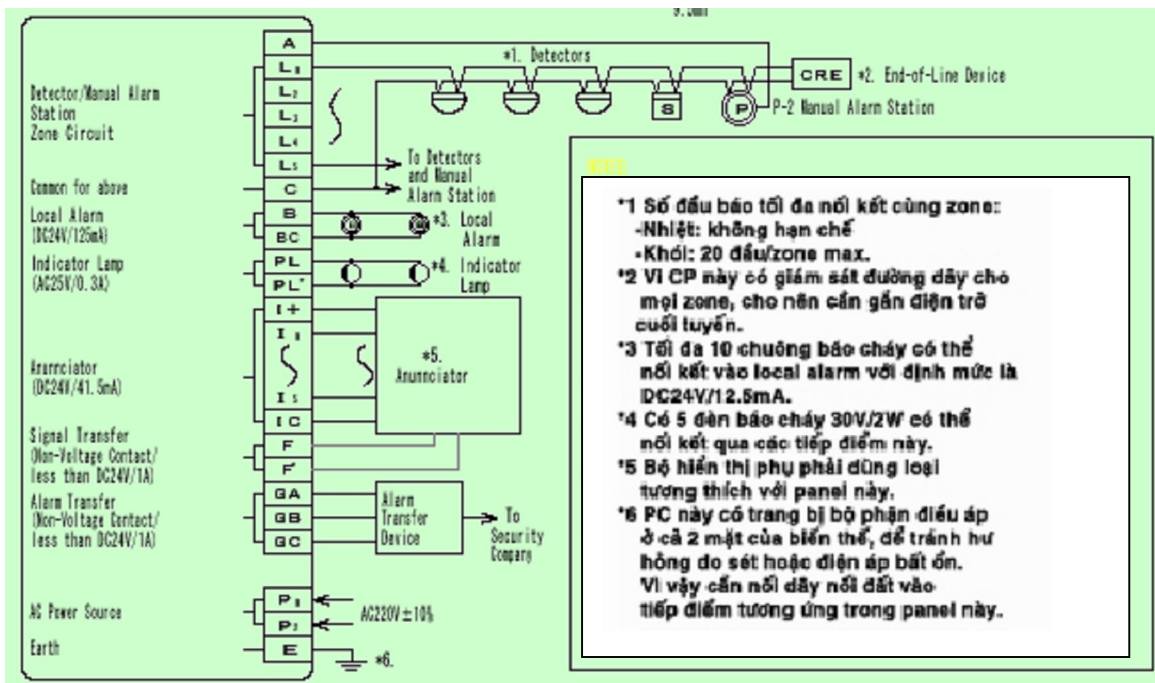 A
L₀
L₂
L₃
L₄
L₅
C
B
BC
PL
PL'
I+
I₀
I₅
IC
F
F'
GA
GB
GC
P₀
P₂
E
Detector/Manual Alarm
Station
Zone Circuit
Common for above
Local Alarm
(DC24V/125mA)
Indicator Lamp
(AC25V/0.3A)
Anunnciator
(DC24V/41.5mA)
Signal Transfer
(Non-Voltage Contact/
less than DC24V/1A)
Alarm Transfer
(Non-Voltage Contact/
less than DC24V/1A)
AC Power Source
Earth
*1. Detectors
S
P
CRE
*2. End-of-Line Device
P-2 Manual Alarm Station
To Detectors
and Manual
Alarm Station
*3. Local
Alarm
*4. Indicator
Lamp
*5.
Anunnciator
Alarm
Transfer
Device
To
Security
Company
AC220V±10%
*6.
NOTES:
*1 Số đầu báo tối đa nối kết cùng zone::
-Nhiệt: không hạn chế
-Khói: 20 đầu/zone max.
*2 Vì CP này có giám sát đường dây cho
mọi zone, cho nên cần gắn điện trở
cuối tuyến.
*3 Tối đa 10 chuông báo cháy có thể
nối kết vào local alarm với định mức là
DC24V/12.5mA.
*4 Có 5 đèn báo cháy 30V/2W có thể
nối kết qua các tiếp điểm này.
*5 Bộ hiển thị phụ phải dùng loại
tương thích với panel này.
*6 PC này có trang bị bộ phận điều áp
ở cả 2 mặt của biến thế, để tránh hư
hỏng do sét hoặc điện áp bất ổn.
Vì vậy cần nối dây nối đất vào
tiếp điểm tương ứng trong panel này..